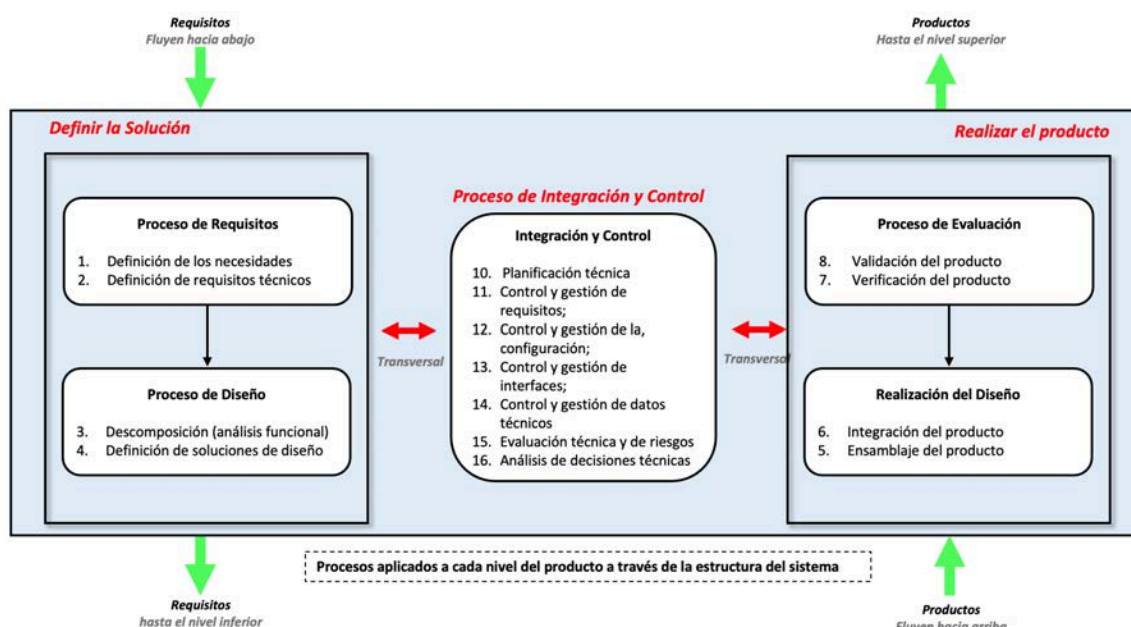 Requisitos
Fluyen hacia abajo
Productos
Hasta el nivel superior
Definir la Solución
Realizar el producto
Proceso de Requisitos
1. Definición de los necesidades
2. Definición de requisitos técnicos
Proceso de Diseño
3. Descomposición (análisis funcional)
4. Definición de soluciones de diseño
Transversal
Proceso de Integración y Control
Integración y Control
10. Planificación técnica
11. Control y gestión de
requisitos;
12. Control y gestión de la,
configuración;
13. Control y gestión de
interfaces;
14. Control y gestión de datos
técnicos
15. Evaluación técnica y de riesgos
16. Análisis de decisiones técnicas
Transversal
Proceso de Evaluación
8. Validación del producto
7. Verificación del producto
Realización del Diseño
6. Integración del producto
5. Ensamblaje del producto
Procesos aplicados a cada nivel del producto a través de la estructura del sistema
Requisitos
hasta el nivel inferior
Productos
Fluyen hacia arriba